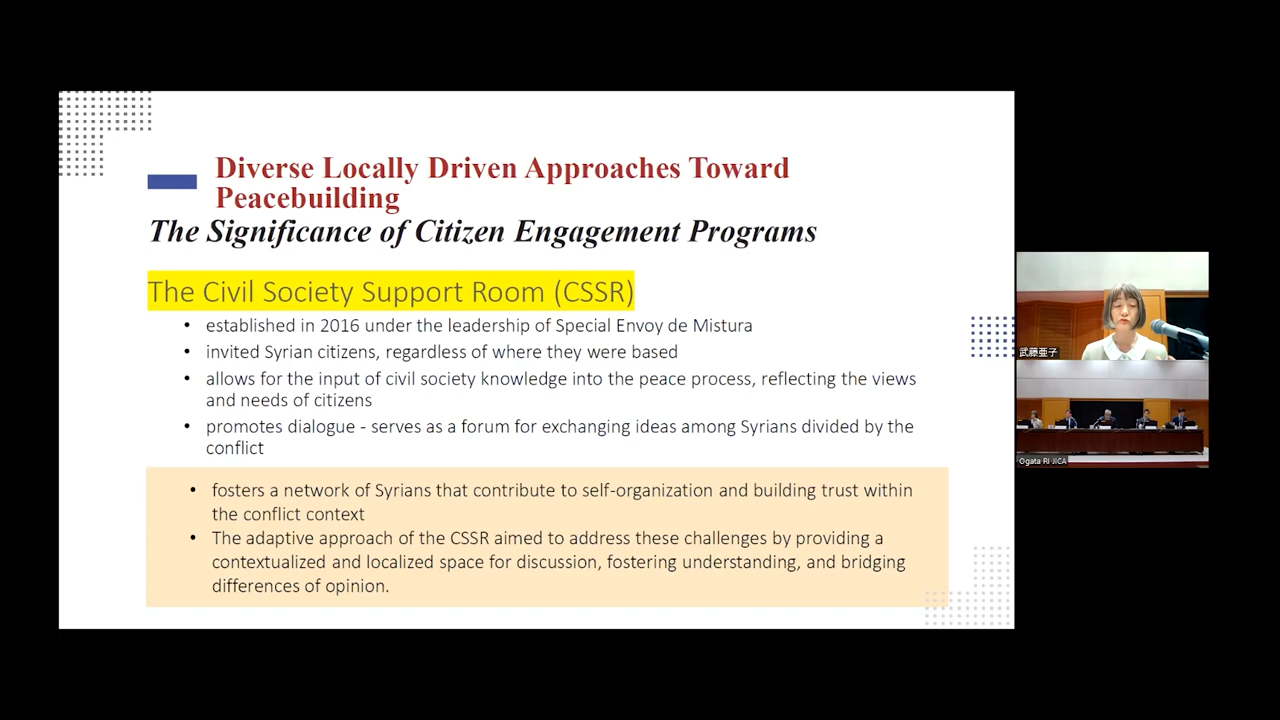 Diverse Locally Driven Approaches Toward
Peacebuilding
The Significance of Citizen Engagement Programs
The Civil Society Support Room (CSSR)
• established in 2016 under the leadership of Special Envoy de Mistura
• invited Syrian citizens, regardless of where they were based
• allows for the input of civil society knowledge into the peace process, reflecting the views
and needs of citizens
• promotes dialogue - serves as a forum for exchanging ideas among Syrians divided by the
conflict
• fosters a network of Syrians that contribute to self-organization and building trust within
the conflict context
• The adaptive approach of the CSSR aimed to address these challenges by providing a
contextualized and localized space for discussion, fostering understanding, and bridging
differences of opinion.
武藤亜子
Ogata RI JICA